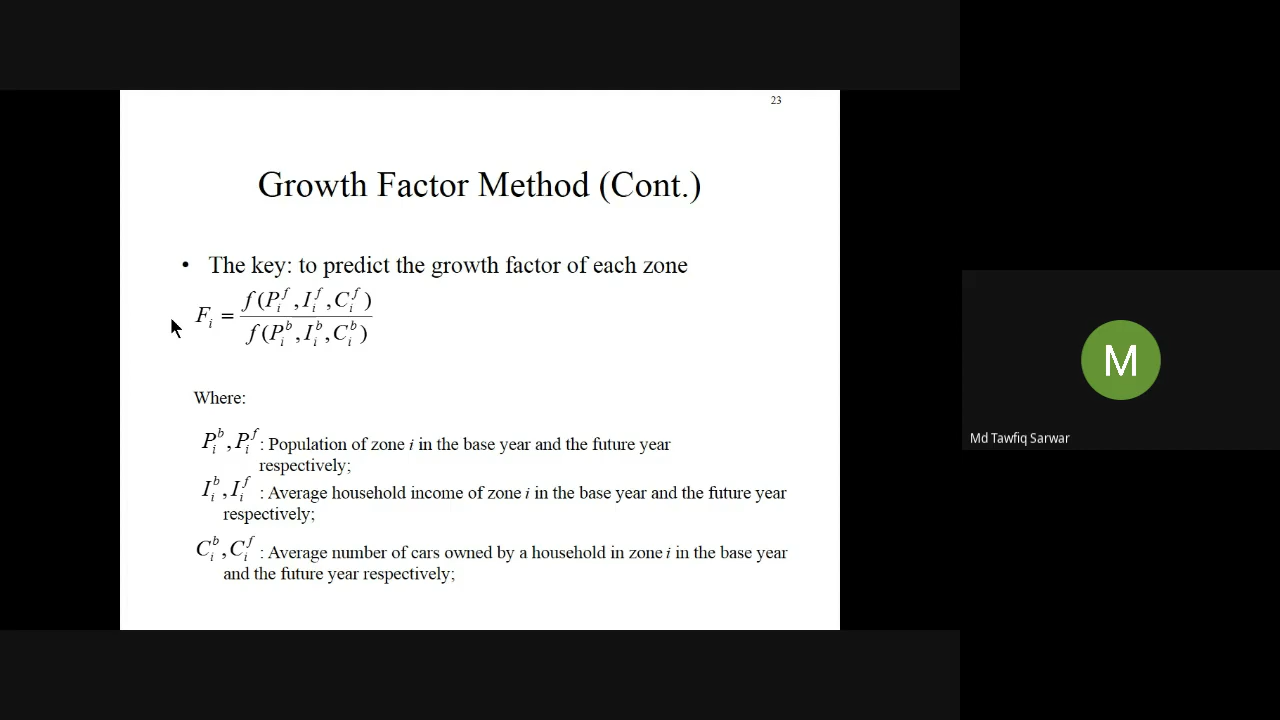 23
Growth Factor Method (Cont.)
• The key: to predict the growth factor of each zone
F_i = f(P_i^f, I_i^f, C_i^f) / f(P_i^b, I_i^b, C_i^b)
Where:
P_i^b, P_i^f : Population of zone i in the base year and the future year
respectively;
I_i^b, I_i^f : Average household income of zone i in the base year and the future year
respectively;
C_i^b, C_i^f : Average number of cars owned by a household in zone i in the base year
and the future year respectively;
M
Md Tawfiq Sarwar